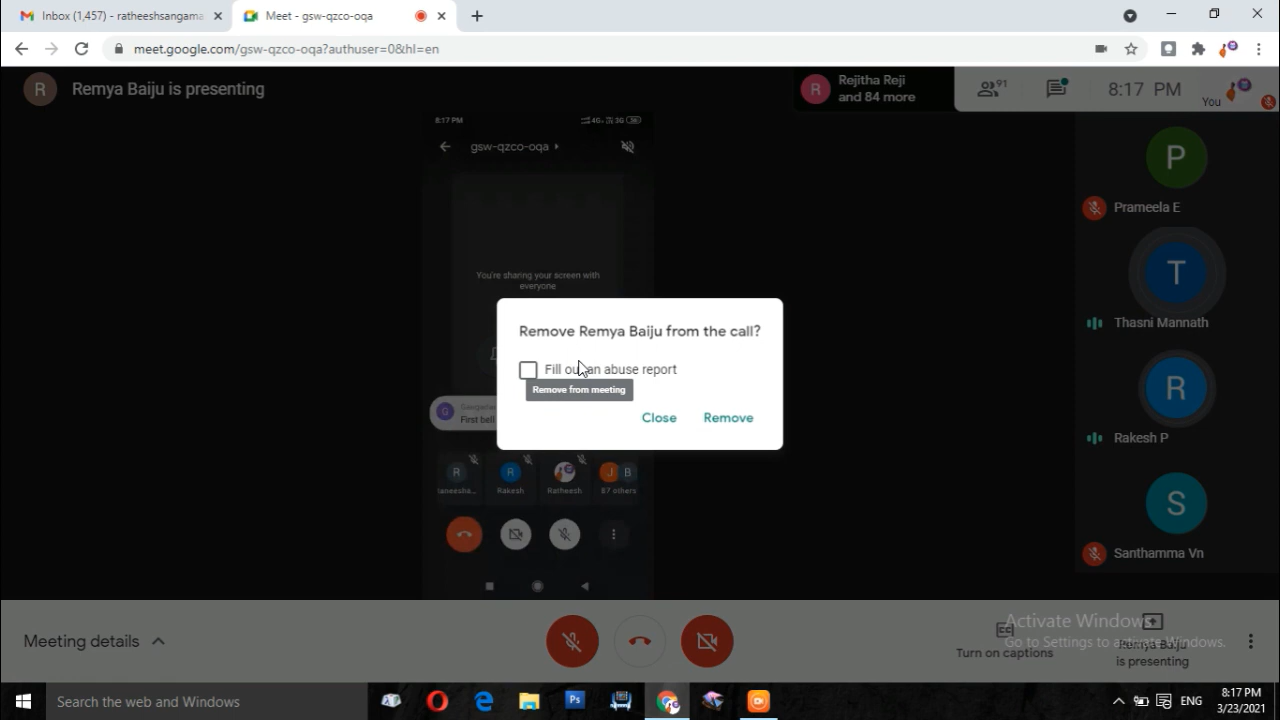 Inbox (1,457) - ratheeshsangama
Meet - gsw-qzco-oqa
meet.google.com/gsw-qzco-oqa?authuser=0&hl=en
R
Remya Baiju is presenting
R
Rejitha Reji
and 84 more
91
8:17 PM
You
8:17 PM
4G+
3G
gsw-qzco-oqa
You're sharing your screen with
everyone
P
Prameela E
T
Thasni Mannath
R
Rakesh P
S
Santhamma Vn
Remove Remya Baiju from the call?
Fill out an abuse report
Remove from meeting
Close
Remove
G
First bell
R
R
J
B
Rakesh
Ratheesh
87 others
Meeting details
CC
Turn on captions
Remya Baiju
is presenting
Activate Windows
Go to Settings to activate Windows.
Search the web and Windows
Ps
ENG
8:17 PM
3/23/2021